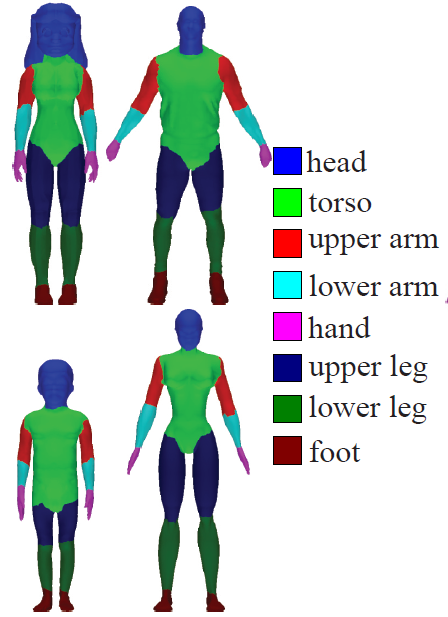 head
torso
upper arm
lower arm
hand
upper leg
lower leg
foot